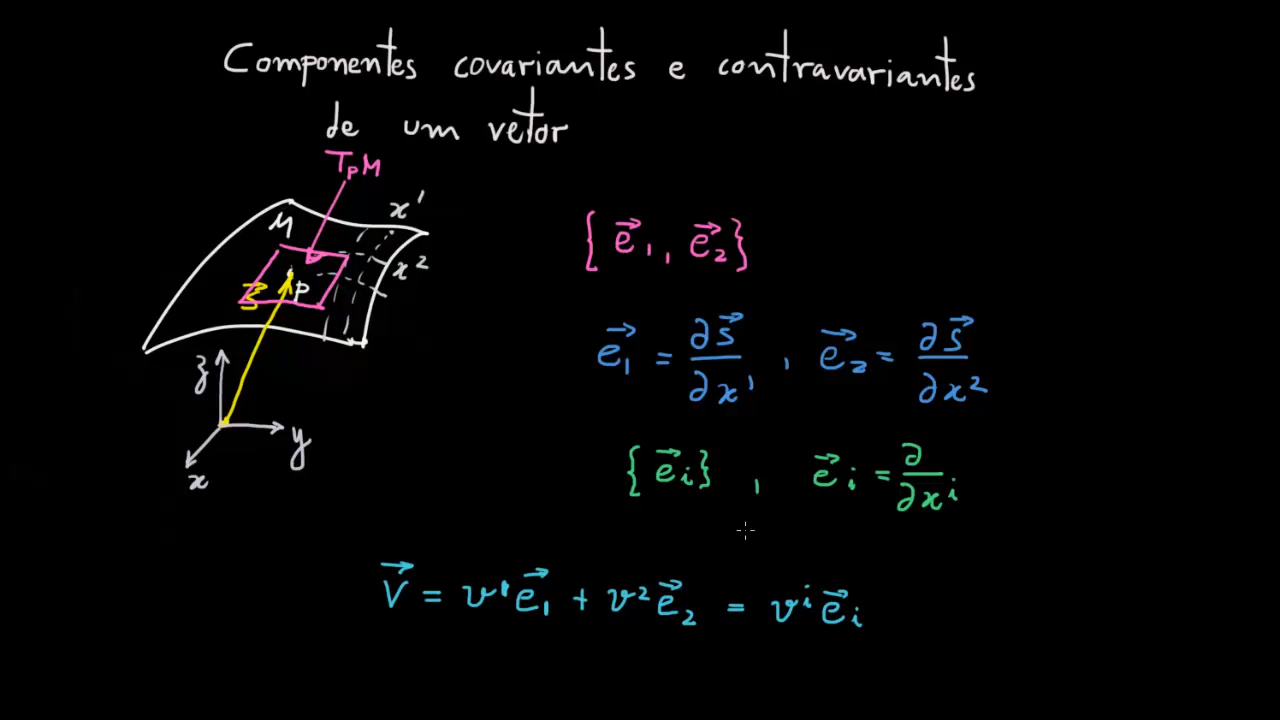 Componentes covariantes e contravariantes
de um vetor
TₚM
M
x¹
x²
P
z
y
x
{ e⃗₁, e⃗₂ }
e⃗₁ = ∂s⃗/∂x¹ , e⃗₂ = ∂s⃗/∂x²
{ e⃗ᵢ } , e⃗ᵢ = ∂/∂xⁱ
V⃗ = v¹e⃗₁ + v²e⃗₂ = vⁱe⃗ᵢ